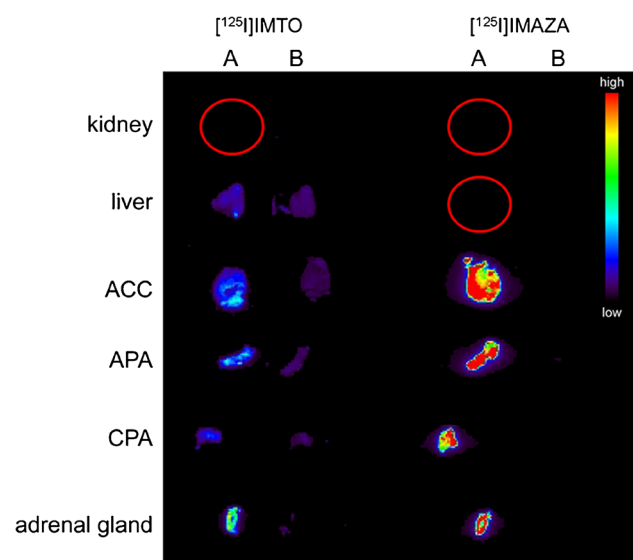 [¹²⁵I]IMTO [¹²⁵I]IMAZA
A B A B
high
kidney
liver
ACC
low
APA
CPA
adrenal gland